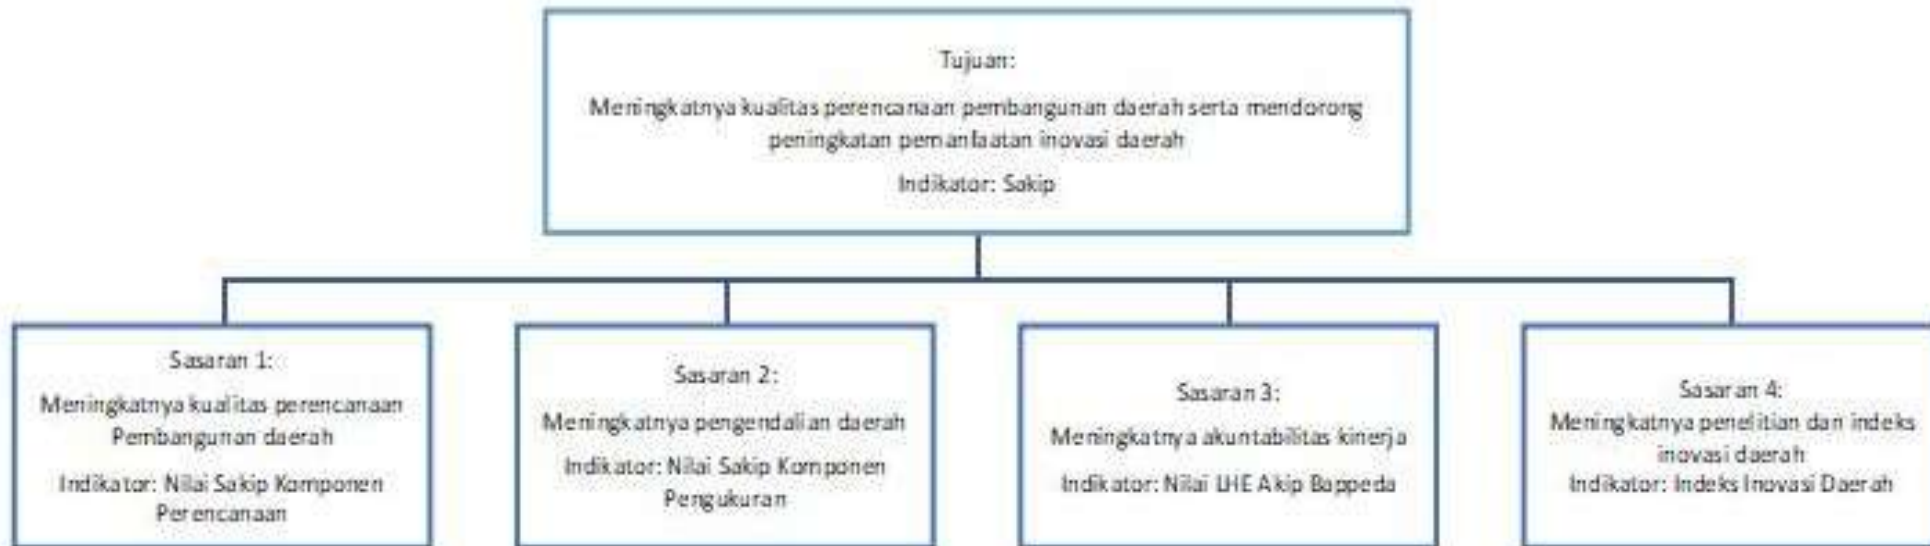 Tujuan:
Meningkatnya kualitas perencanaan pembangunan daerah serta mendorong
peningkatan pemanfaatan inovasi daerah
Indikator: Sakip
Sasaran 1:
Meningkatnya kualitas perencanaan
Pembangunan daerah
Indikator: Nilai Sakip Komponen
Perencanaan
Sasaran 2:
Meningkatnya pengendalian daerah
Indikator: Nilai Sakip Komponen
Pengukuran
Sasaran 3:
Meningkatnya akuntabilitas kinerja
Indikator: Nilai LHE Akip Bappeda
Sasaran 4:
Meningkatnya penelitian dan indeks
inovasi daerah
Indikator: Indeks Inovasi Daerah